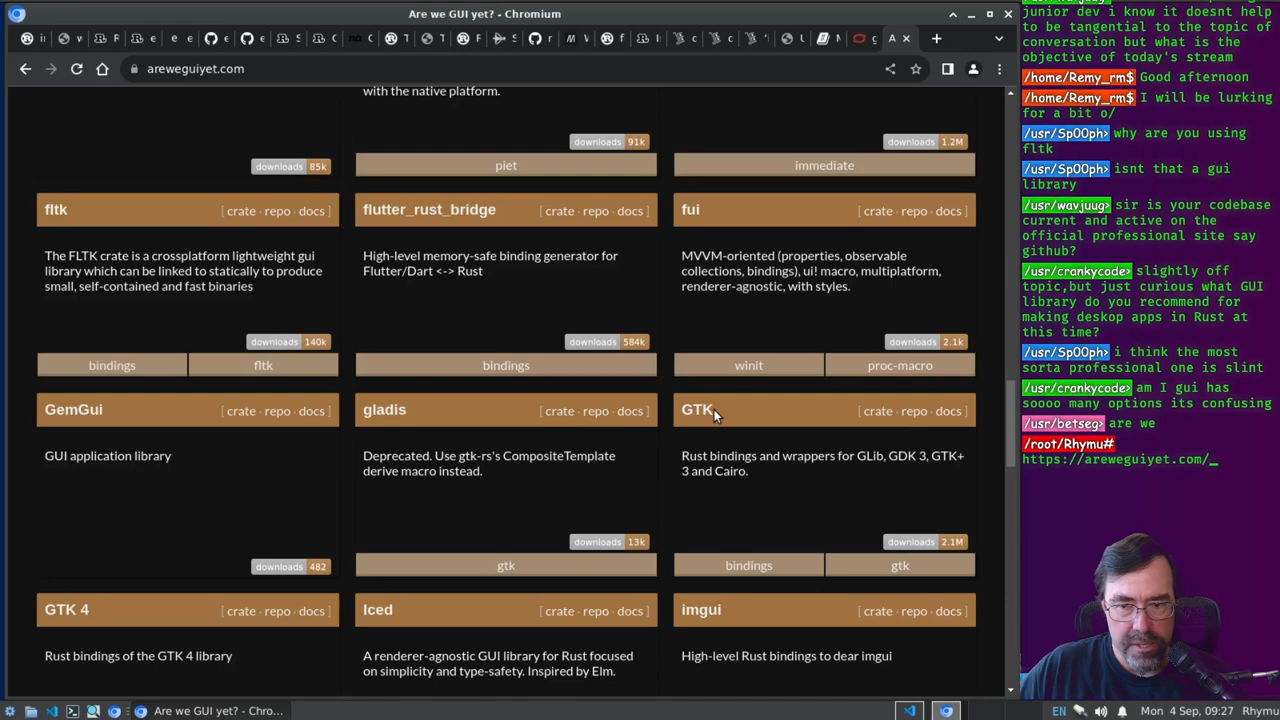 Are we GUI yet? - Chromium
areweguiyet.com
with the native platform.
downloads 85k
downloads 91k
piet
downloads 1.2M
immediate
fltk [ crate · repo · docs ]
The FLTK crate is a crossplatform lightweight gui
library which can be linked to statically to produce
small, self-contained and fast binaries
downloads 140k
bindings fltk
flutter_rust_bridge [ crate · repo · docs ]
High-level memory-safe binding generator for
Flutter/Dart <-> Rust
downloads 584k
bindings
fui [ crate · repo · docs ]
MVVM-oriented (properties, observable
collections, bindings), ui! macro, multiplatform,
renderer-agnostic, with styles.
downloads 2.1k
winit proc-macro
GemGui [ crate · repo · docs ]
GUI application library
downloads 482
gladis [ crate · repo · docs ]
Deprecated. Use gtk-rs's CompositeTemplate
derive macro instead.
downloads 13k
gtk
GTK [ crate · repo · docs ]
Rust bindings and wrappers for GLib, GDK 3, GTK+
3 and Cairo.
downloads 2.1M
bindings gtk
GTK 4 [ crate · repo · docs ]
Rust bindings of the GTK 4 library
Iced [ crate · repo · docs ]
A renderer-agnostic GUI library for Rust focused
on simplicity and type-safety. Inspired by Elm.
imgui [ crate · repo · docs ]
High-level Rust bindings to dear imgui
junior dev i know it doesnt help
to be tangential to the topic of
conversation but what is the
objective of today's stream
/home/Remy_rm$ Good afternoon
/home/Remy_rm$ I will be lurking
for a bit o/
/usr/Sp00ph> why are you using
fltk
/usr/Sp00ph> isnt that a gui
library
/usr/wavjuug> sir is your codebase
current and active on the
official professional site say
github?
/usr/crankycode> slightly off
topic,but just curious what GUI
library do you recommend for
making deskop apps in Rust at
this time?
/usr/Sp00ph> i think the most
sorta professional one is slint
/usr/crankycode> am I gui has
soooo many options its confusing
/usr/betseg> are we
/root/Rhymu#
https://areweguiyet.com/_
Are we GUI yet? - Chro...
EN Mon 4 Sep, 09:27 Rhymu